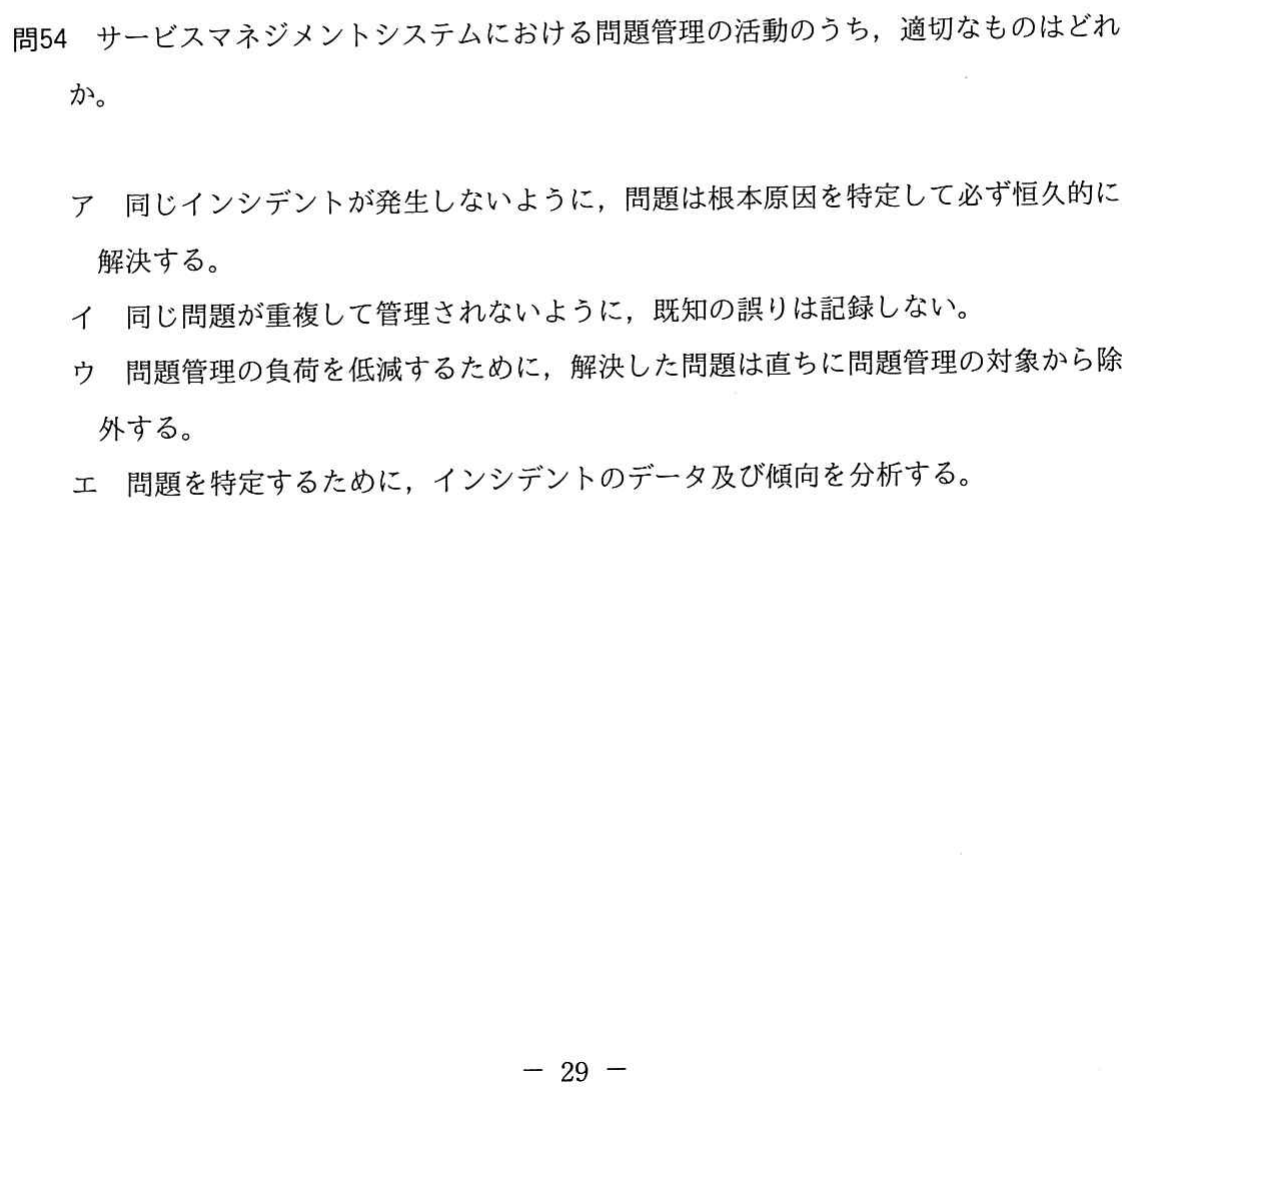 問54　サービスマネジメントシステムにおける問題管理の活動のうち，適切なものはどれ
か。
ア　同じインシデントが発生しないように，問題は根本原因を特定して必ず恒久的に
解決する。
イ　同じ問題が重複して管理されないように，既知の誤りは記録しない。
ウ　問題管理の負荷を低減するために，解決した問題は直ちに問題管理の対象から除
外する。
エ　問題を特定するために，インシデントのデータ及び傾向を分析する。
－ 29 －